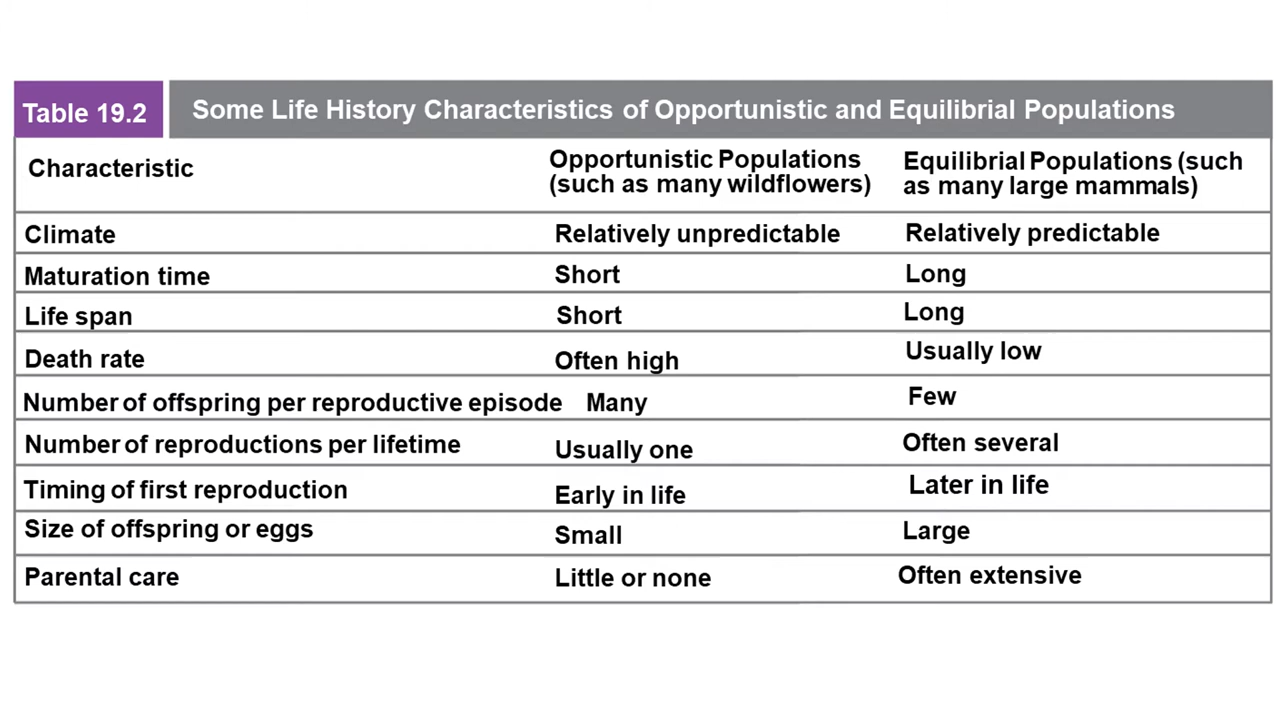 Table 19.2 Some Life History Characteristics of Opportunistic and Equilibrial Populations
Characteristic
Opportunistic Populations
(such as many wildflowers)
Equilibrial Populations (such
as many large mammals)
Climate Relatively unpredictable Relatively predictable
Maturation time Short Long
Life span Short Long
Death rate Often high Usually low
Number of offspring per reproductive episode Many Few
Number of reproductions per lifetime Usually one Often several
Timing of first reproduction Early in life Later in life
Size of offspring or eggs Small Large
Parental care Little or none Often extensive